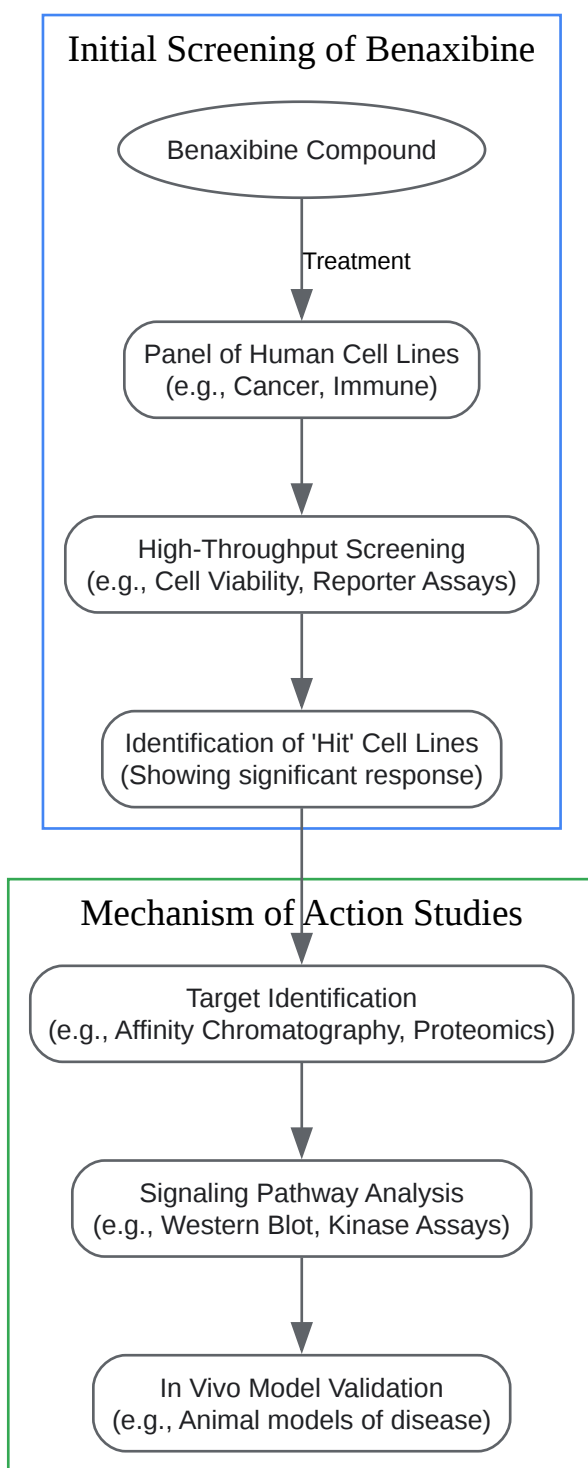 Initial Screening of Benaxibine
Benaxibine Compound
Treatment
Panel of Human Cell Lines
(e.g., Cancer, Immune)
High-Throughput Screening
(e.g., Cell Viability, Reporter Assays)
Identification of 'Hit' Cell Lines
(Showing significant response)
Mechanism of Action Studies
Target Identification
(e.g., Affinity Chromatography, Proteomics)
Signaling Pathway Analysis
(e.g., Western Blot, Kinase Assays)
In Vivo Model Validation
(e.g., Animal models of disease)